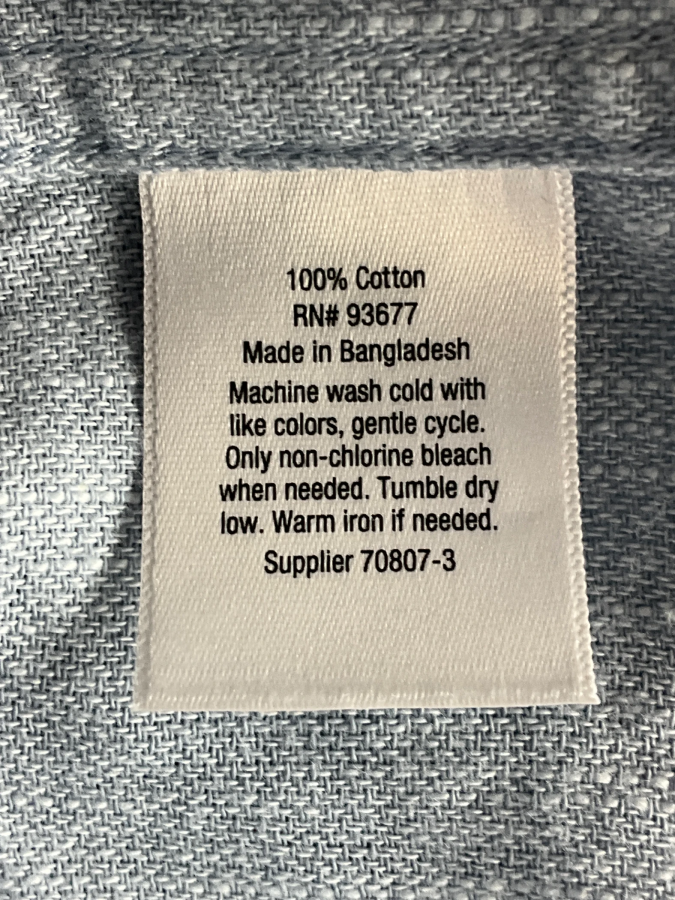 100% Cotton
RN# 93677
Made in Bangladesh
Machine wash cold with
like colors, gentle cycle.
Only non-chlorine bleach
when needed. Tumble dry
low. Warm iron if needed.
Supplier 70807-3